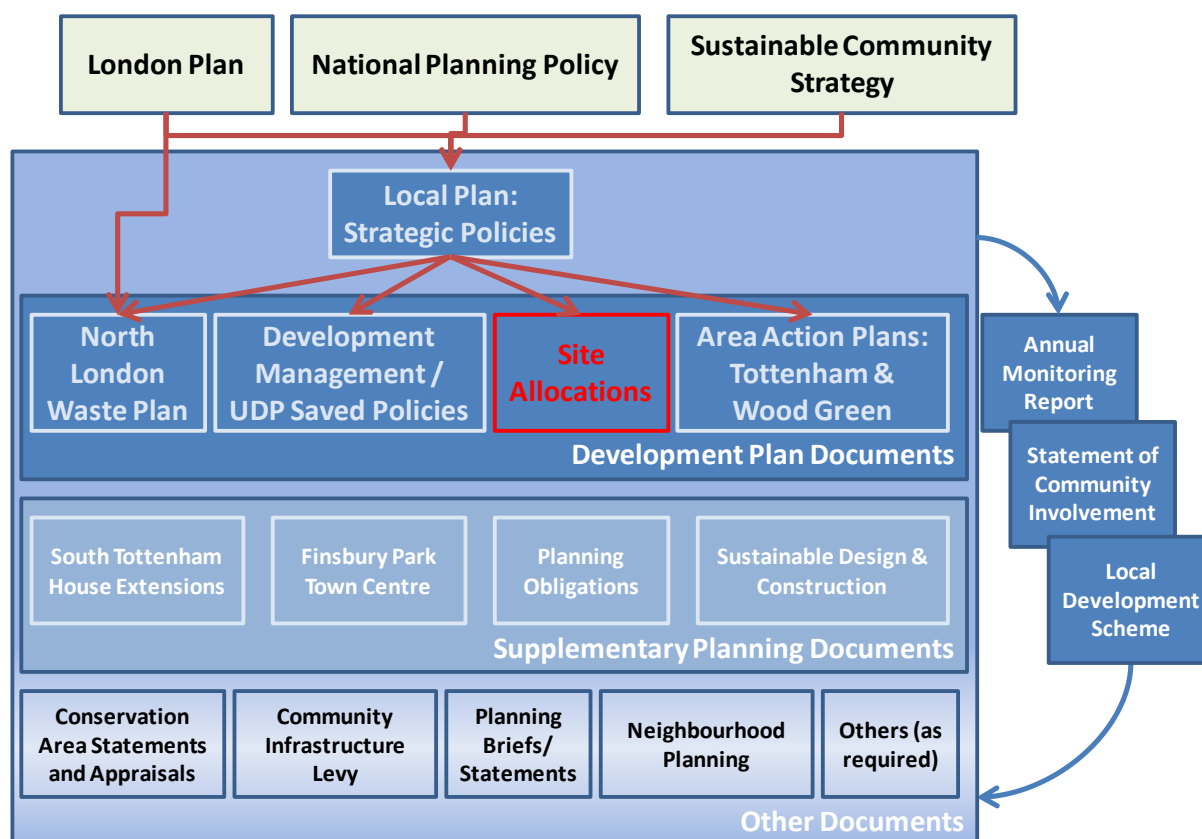 London Plan
National Planning Policy
Sustainable Community
Strategy
Local Plan:
Strategic Policies
North
London
Waste Plan
Development
Management /
UDP Saved Policies
Site
Allocations
Area Action Plans:
Tottenham &
Wood Green
Development Plan Documents
Annual
Monitoring
Report
Statement of
Community
Involvement
Local
Development
Scheme
South Tottenham
House Extensions
Finsbury Park
Town Centre
Planning
Obligations
Sustainable Design &
Construction
Supplementary Planning Documents
Conservation
Area Statements
and Appraisals
Community
Infrastructure
Levy
Planning
Briefs/
Statements
Neighbourhood
Planning
Others (as
required)
Other Documents